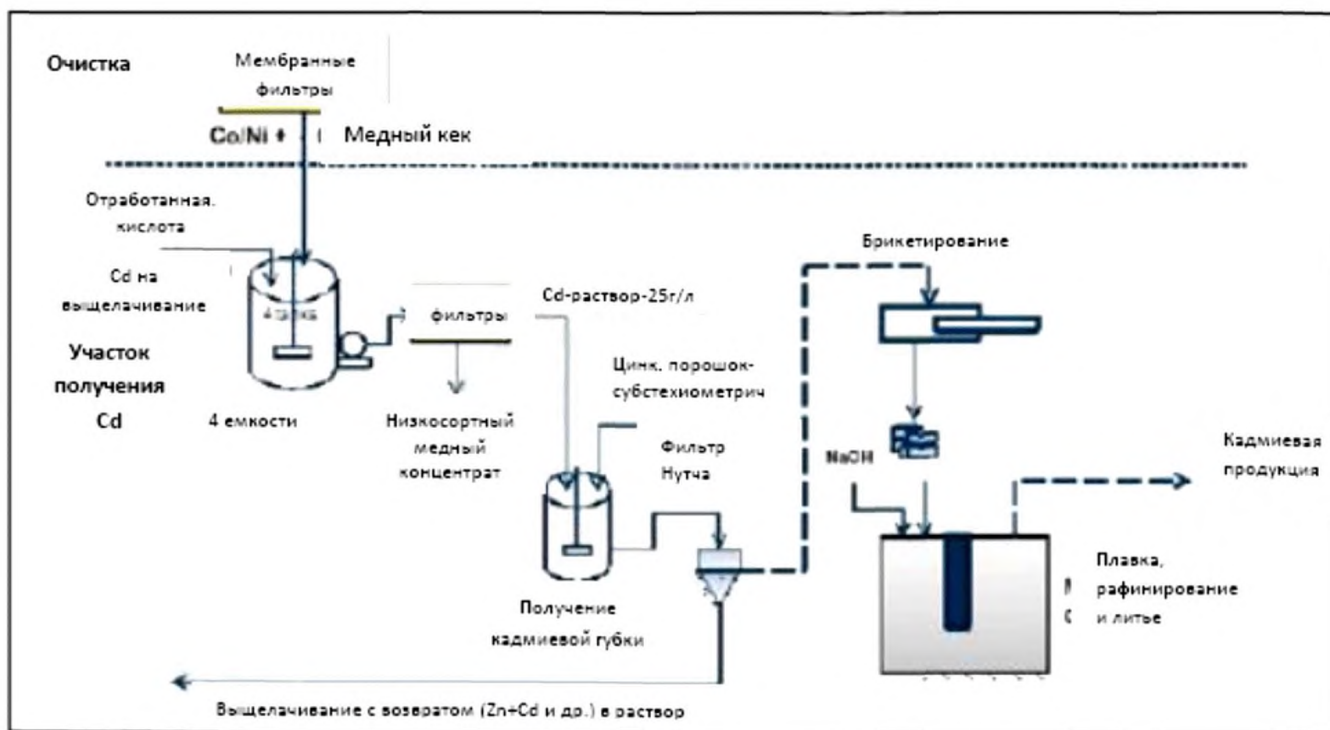 Очистка
Мембранные
фильтры
Co/Ni +
Медный кек
Отработанная.
кислота
Cd на
выщелачивание
Участок
получения
Cd
4 емкости
фильтры
Низкосортный
медный
концентрат
Cd-раствор-25г/л
Цинк. порошок-
субстехиометрич
Фильтр
Нутча
Получение
кадмиевой губки
Брикетирование
NaOH
Кадмиевая
продукция
Плавка,
рафинирование
и литье
Выщелачивание с возвратом (Zn+Cd и др.) в раствор